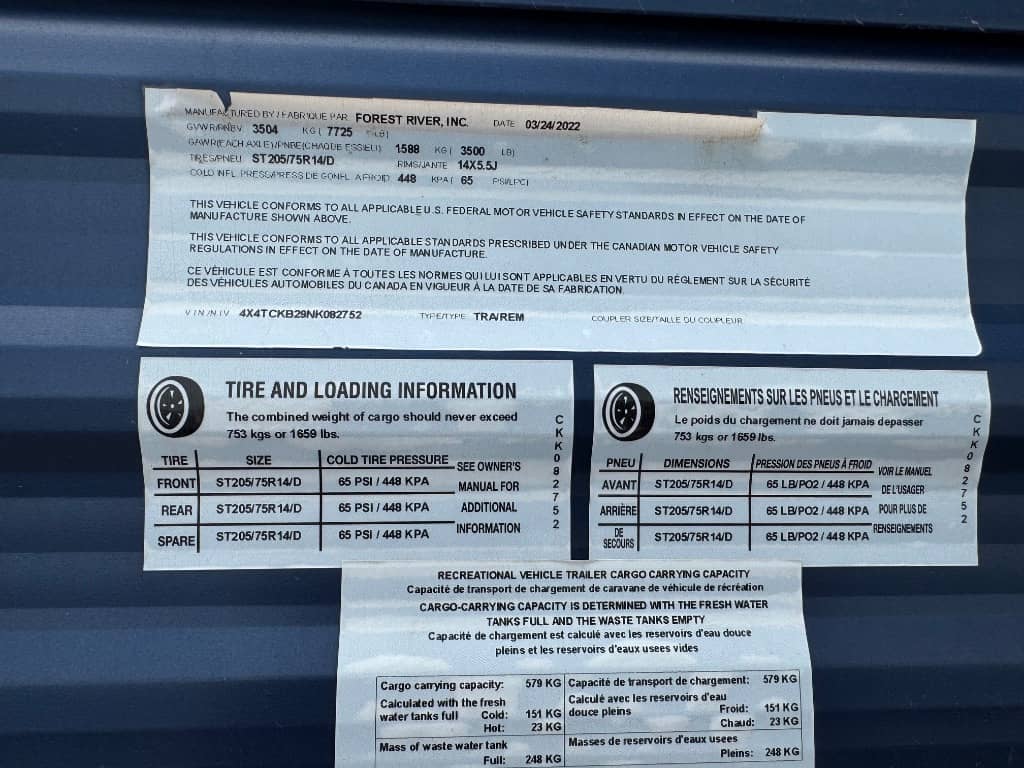 MANUFACTURED BY / FABRIQUE PAR FOREST RIVER, INC. DATE 03/24/2022
GVWR/PNBV 3504 KG ( 7725 LB)
GAWR(EACH AXLE)/PNBE(CHAQUE ESSIEU) 1588 KG ( 3500 LB)
TIRES/PNEU ST205/75R14/D RIMS/JANTE 14X5.5J
COLD INFL. PRESS/PRESS DE GONFL. A FROID 448 KPA ( 65 PSI/LPC)
THIS VEHICLE CONFORMS TO ALL APPLICABLE U.S. FEDERAL MOTOR VEHICLE SAFETY STANDARDS IN EFFECT ON THE DATE OF
MANUFACTURE SHOWN ABOVE.
THIS VEHICLE CONFORMS TO ALL APPLICABLE STANDARDS PRESCRIBED UNDER THE CANADIAN MOTOR VEHICLE SAFETY
REGULATIONS IN EFFECT ON THE DATE OF MANUFACTURE.
CE VÉHICULE EST CONFORME À TOUTES LES NORMES QUI LUI SONT APPLICABLES EN VERTU DU RÉGLEMENT SUR LA SÉCURITÉ
DES VÉHICULES AUTOMOBILES DU CANADA EN VIGUEUR À LA DATE DE SA FABRICATION.
V I N /N I V 4X4TCKB29NK082752 TYPE/TYPE TRA/REM COUPLER SIZE/TAILLE DU COUPLEUR
TIRE AND LOADING INFORMATION
The combined weight of cargo should never exceed
753 kgs or 1659 lbs.
TIRE SIZE COLD TIRE PRESSURE SEE OWNER'S
FRONT ST205/75R14/D 65 PSI / 448 KPA MANUAL FOR
REAR ST205/75R14/D 65 PSI / 448 KPA ADDITIONAL
SPARE ST205/75R14/D 65 PSI / 448 KPA INFORMATION
CKK082752
RENSEIGNEMENTS SUR LES PNEUS ET LE CHARGEMENT
Le poids du chargement ne doit jamais depasser
753 kgs or 1659 lbs.
PNEU DIMENSIONS PRESSION DES PNEUS À FROID VOIR LE MANUEL
AVANT ST205/75R14/D 65 LB/PO2 / 448 KPA DE L'USAGER
ARRIÈRE ST205/75R14/D 65 LB/PO2 / 448 KPA POUR PLUS DE
DE SECOURS ST205/75R14/D 65 LB/PO2 / 448 KPA RENSEIGNEMENTS
CKK082752
RECREATIONAL VEHICLE TRAILER CARGO CARRYING CAPACITY
Capacité de transport de chargement de caravane de véhicule de récréation
CARGO-CARRYING CAPACITY IS DETERMINED WITH THE FRESH WATER
TANKS FULL AND THE WASTE TANKS EMPTY
Capacité de chargement est calculé avec les reservoirs d'eau douce
pleins et les reservoirs d'eaux usees vides
Cargo carrying capacity: 579 KG
Calculated with the fresh
water tanks full Cold: 151 KG
Hot: 23 KG
Mass of waste water tank
Full: 248 KG
Capacité de transport de chargement: 579 KG
Calculé avec les reservoirs d'eau
douce pleins Froid: 151 KG
Chaud: 23 KG
Masses de reservoirs d'eaux usees
Pleins: 248 KG